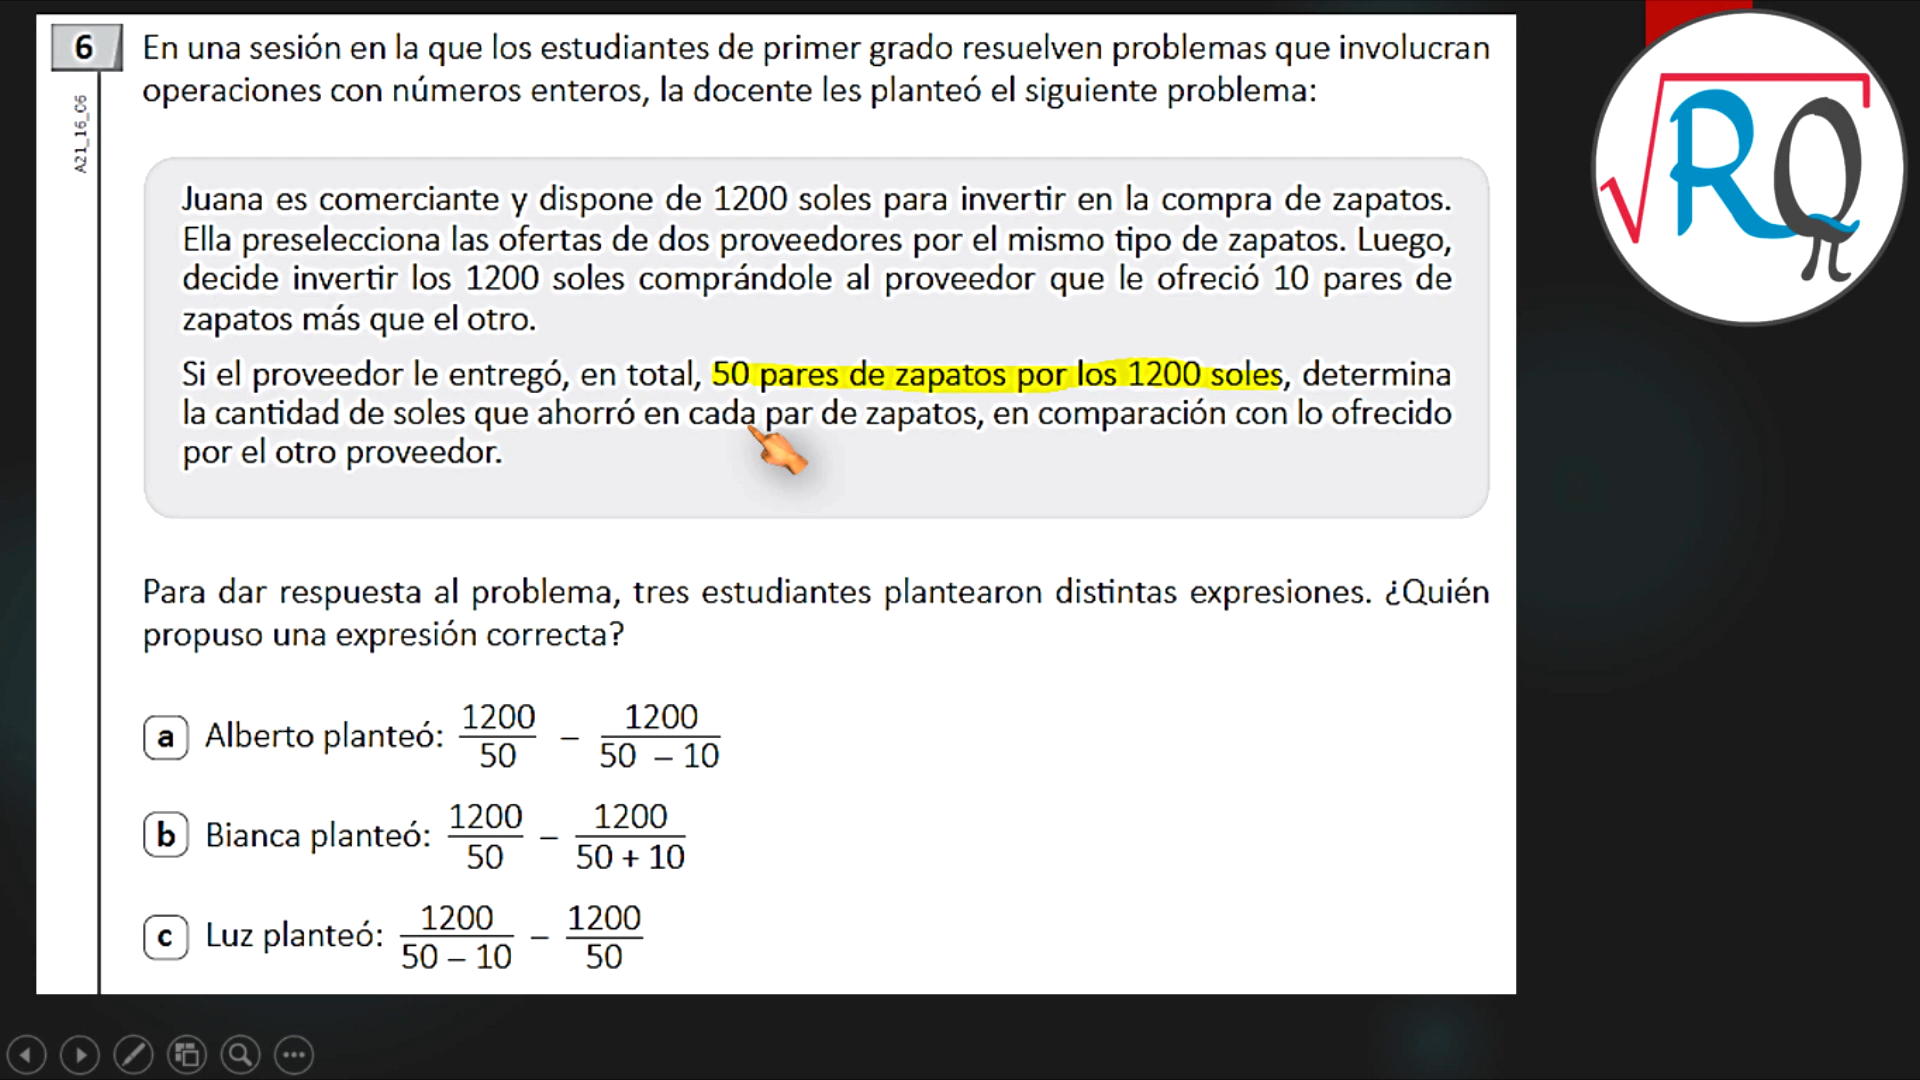 6
En una sesión en la que los estudiantes de primer grado resuelven problemas que involucran
operaciones con números enteros, la docente les planteó el siguiente problema:
A21_16_06
Juana es comerciante y dispone de 1200 soles para invertir en la compra de zapatos.
Ella preselecciona las ofertas de dos proveedores por el mismo tipo de zapatos. Luego,
decide invertir los 1200 soles comprándole al proveedor que le ofreció 10 pares de
zapatos más que el otro.
Si el proveedor le entregó, en total, 50 pares de zapatos por los 1200 soles, determina
la cantidad de soles que ahorró en cada par de zapatos, en comparación con lo ofrecido
por el otro proveedor.
Para dar respuesta al problema, tres estudiantes plantearon distintas expresiones. ¿Quién
propuso una expresión correcta?
a Alberto planteó: 1200/50 – 1200/(50 – 10)
b Bianca planteó: 1200/50 – 1200/(50 + 10)
c Luz planteó: 1200/(50 – 10) – 1200/50
√RQπ